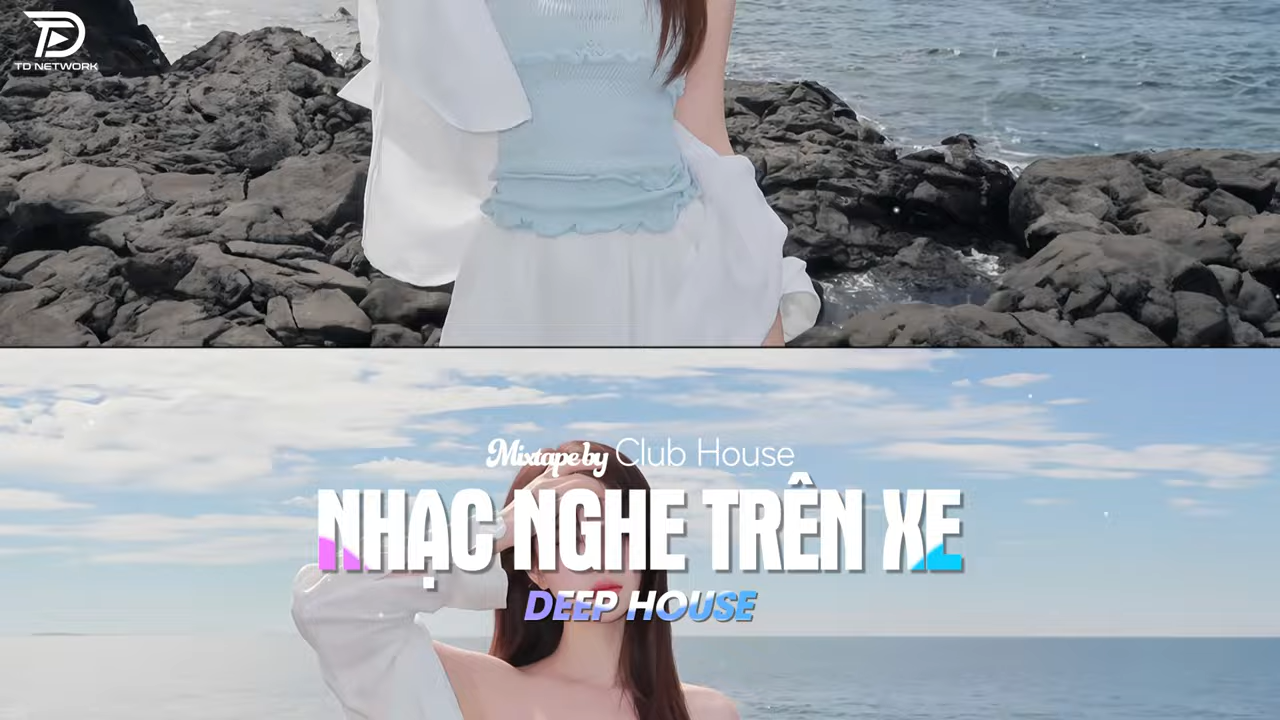 TD NETWORK
Mixtape by Club House
NHẠC NGHE TRÊN XE
DEEP HOUSE